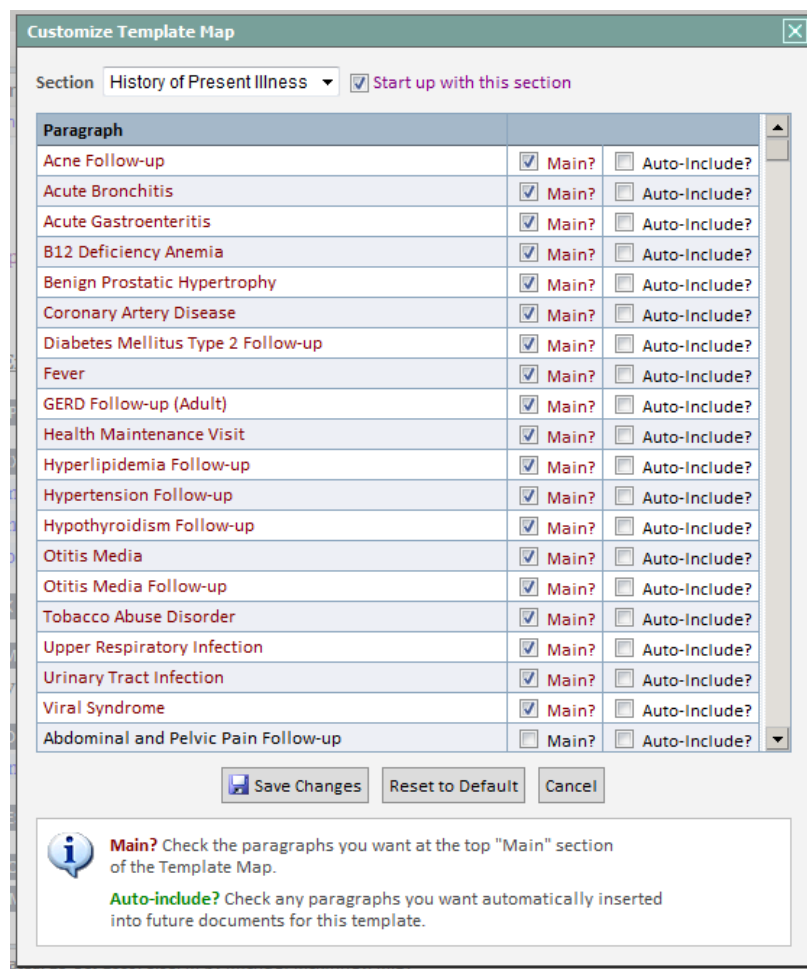 Customize Template Map
Section History of Present Illness Start up with this section
Paragraph
Acne Follow-up Main? Auto-Include?
Acute Bronchitis Main? Auto-Include?
Acute Gastroenteritis Main? Auto-Include?
B12 Deficiency Anemia Main? Auto-Include?
Benign Prostatic Hypertrophy Main? Auto-Include?
Coronary Artery Disease Main? Auto-Include?
Diabetes Mellitus Type 2 Follow-up Main? Auto-Include?
Fever Main? Auto-Include?
GERD Follow-up (Adult) Main? Auto-Include?
Health Maintenance Visit Main? Auto-Include?
Hyperlipidemia Follow-up Main? Auto-Include?
Hypertension Follow-up Main? Auto-Include?
Hypothyroidism Follow-up Main? Auto-Include?
Otitis Media Main? Auto-Include?
Otitis Media Follow-up Main? Auto-Include?
Tobacco Abuse Disorder Main? Auto-Include?
Upper Respiratory Infection Main? Auto-Include?
Urinary Tract Infection Main? Auto-Include?
Viral Syndrome Main? Auto-Include?
Abdominal and Pelvic Pain Follow-up Main? Auto-Include?
Save Changes Reset to Default Cancel
Main? Check the paragraphs you want at the top "Main" section
of the Template Map.
Auto-include? Check any paragraphs you want automatically inserted
into future documents for this template.